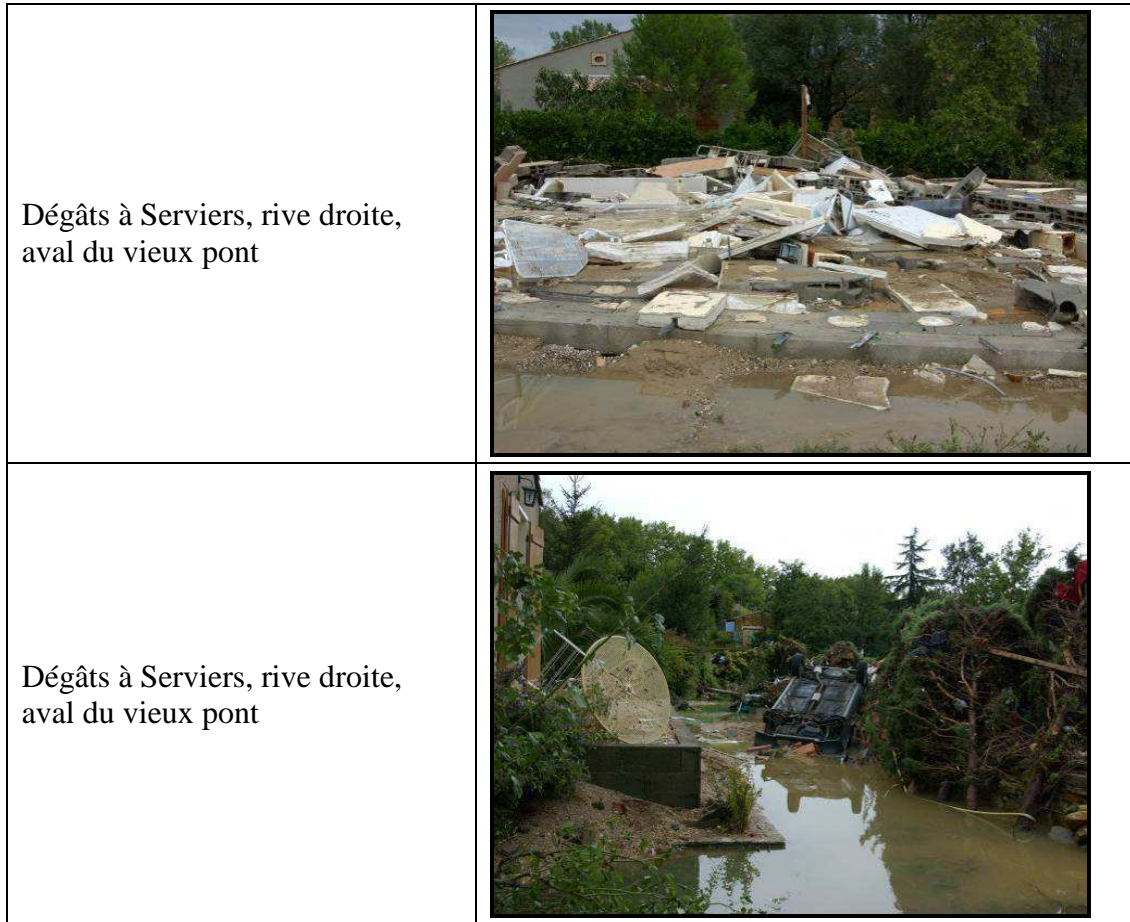 Dégâts à Serviers, rive droite,
aval du vieux pont
Dégâts à Serviers, rive droite,
aval du vieux pont